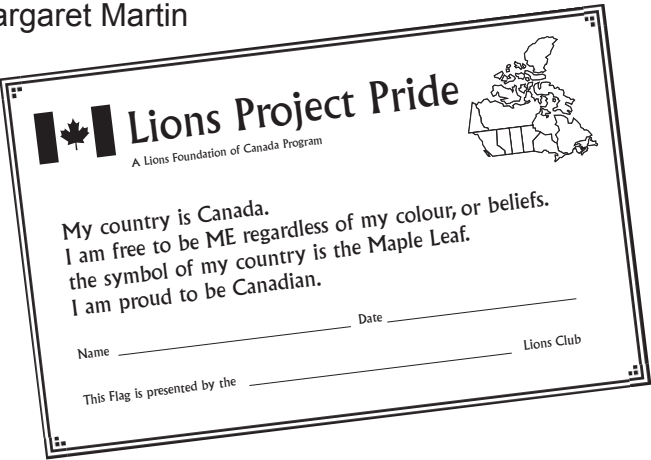 Margaret Martin
Lions Project Pride
A Lions Foundation of Canada Program
My country is Canada.
I am free to be ME regardless of my colour, or beliefs.
the symbol of my country is the Maple Leaf.
I am proud to be Canadian.
Name Date
This Flag is presented by the Lions Club